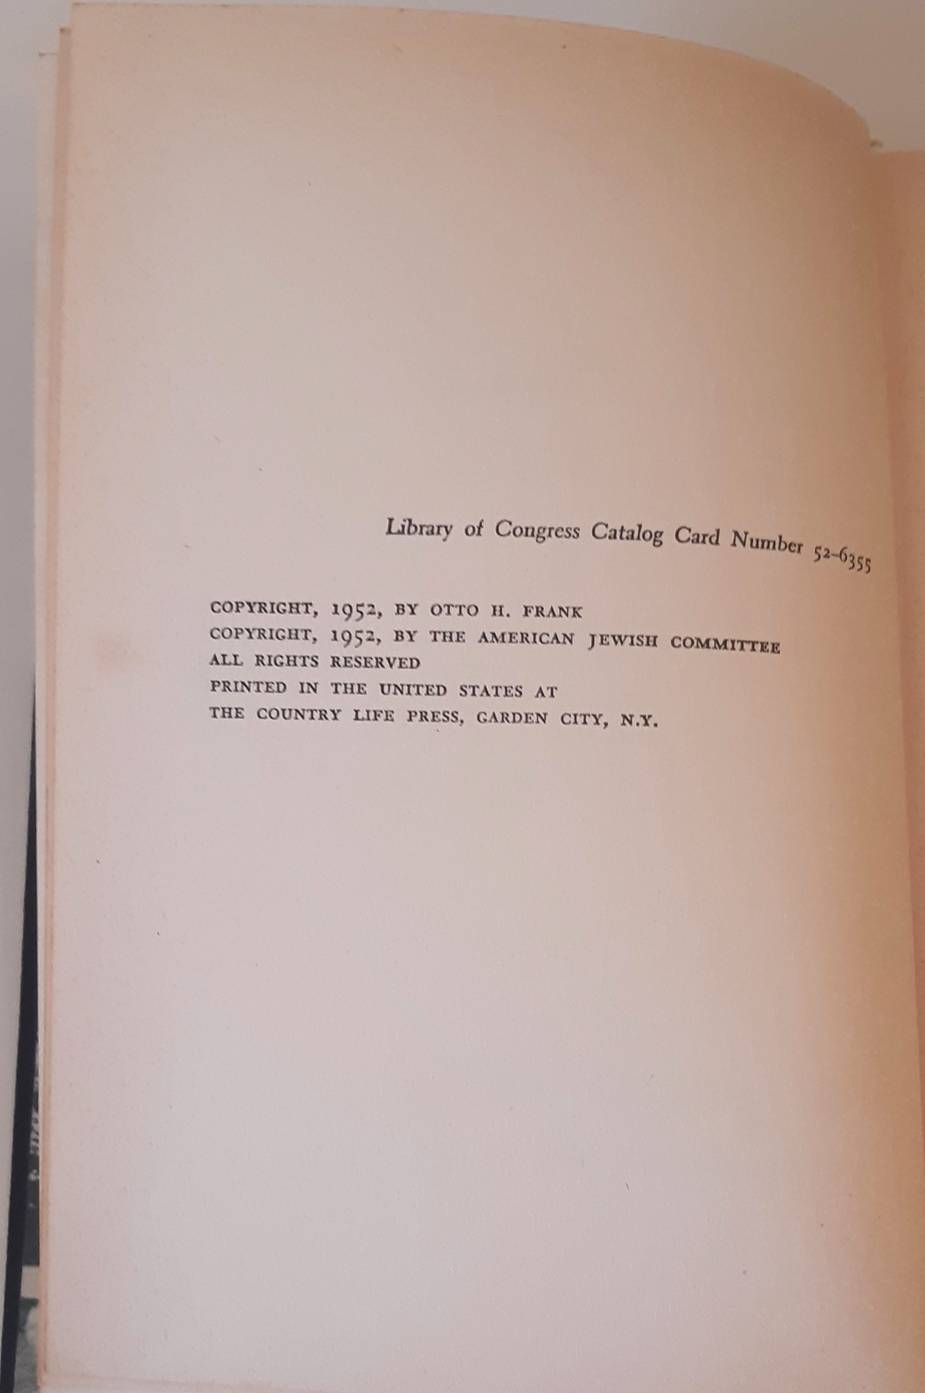 Library of Congress Catalog Card Number 52–6355
COPYRIGHT, 1952, BY OTTO H. FRANK
COPYRIGHT, 1952, BY THE AMERICAN JEWISH COMMITTEE
ALL RIGHTS RESERVED
PRINTED IN THE UNITED STATES AT
THE COUNTRY LIFE PRESS, GARDEN CITY, N.Y.